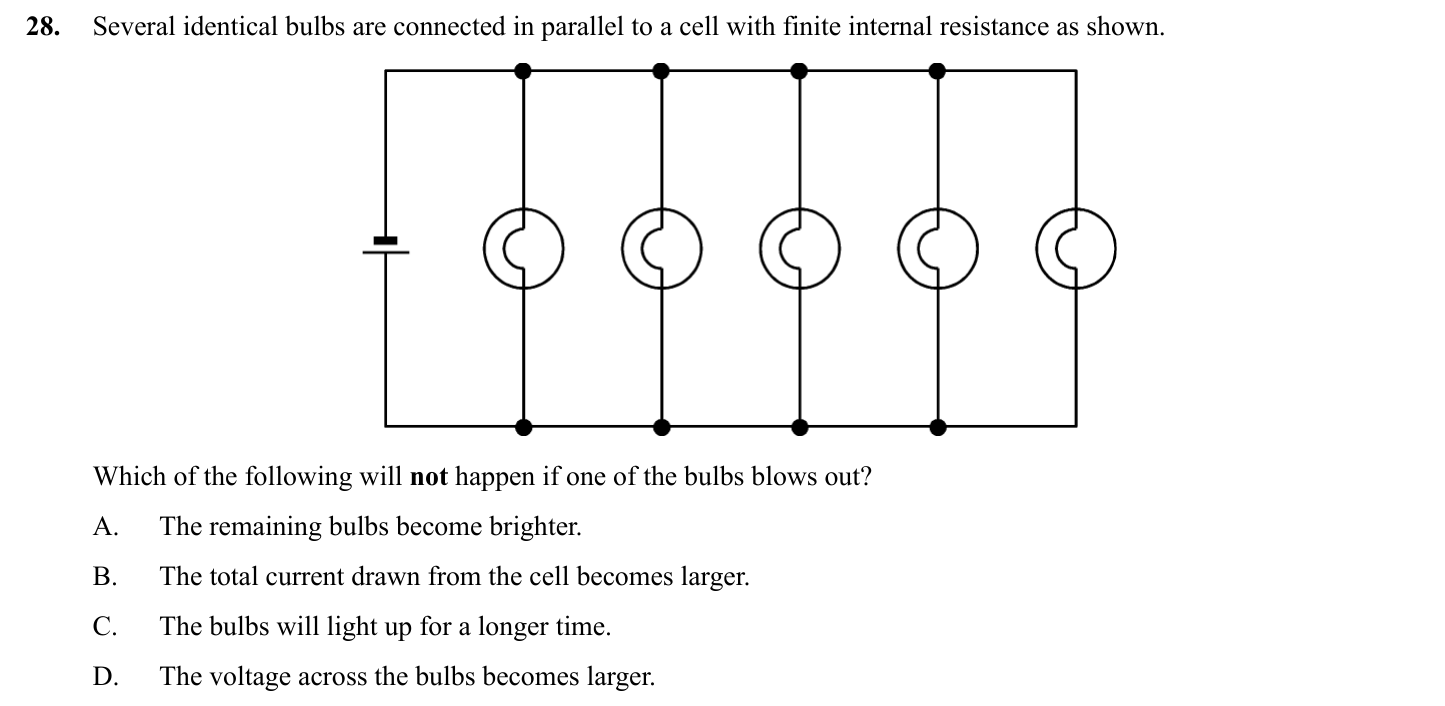 28. Several identical bulbs are connected in parallel to a cell with finite internal resistance as shown.
Which of the following will not happen if one of the bulbs blows out?
A. The remaining bulbs become brighter.
B. The total current drawn from the cell becomes larger.
C. The bulbs will light up for a longer time.
D. The voltage across the bulbs becomes larger.